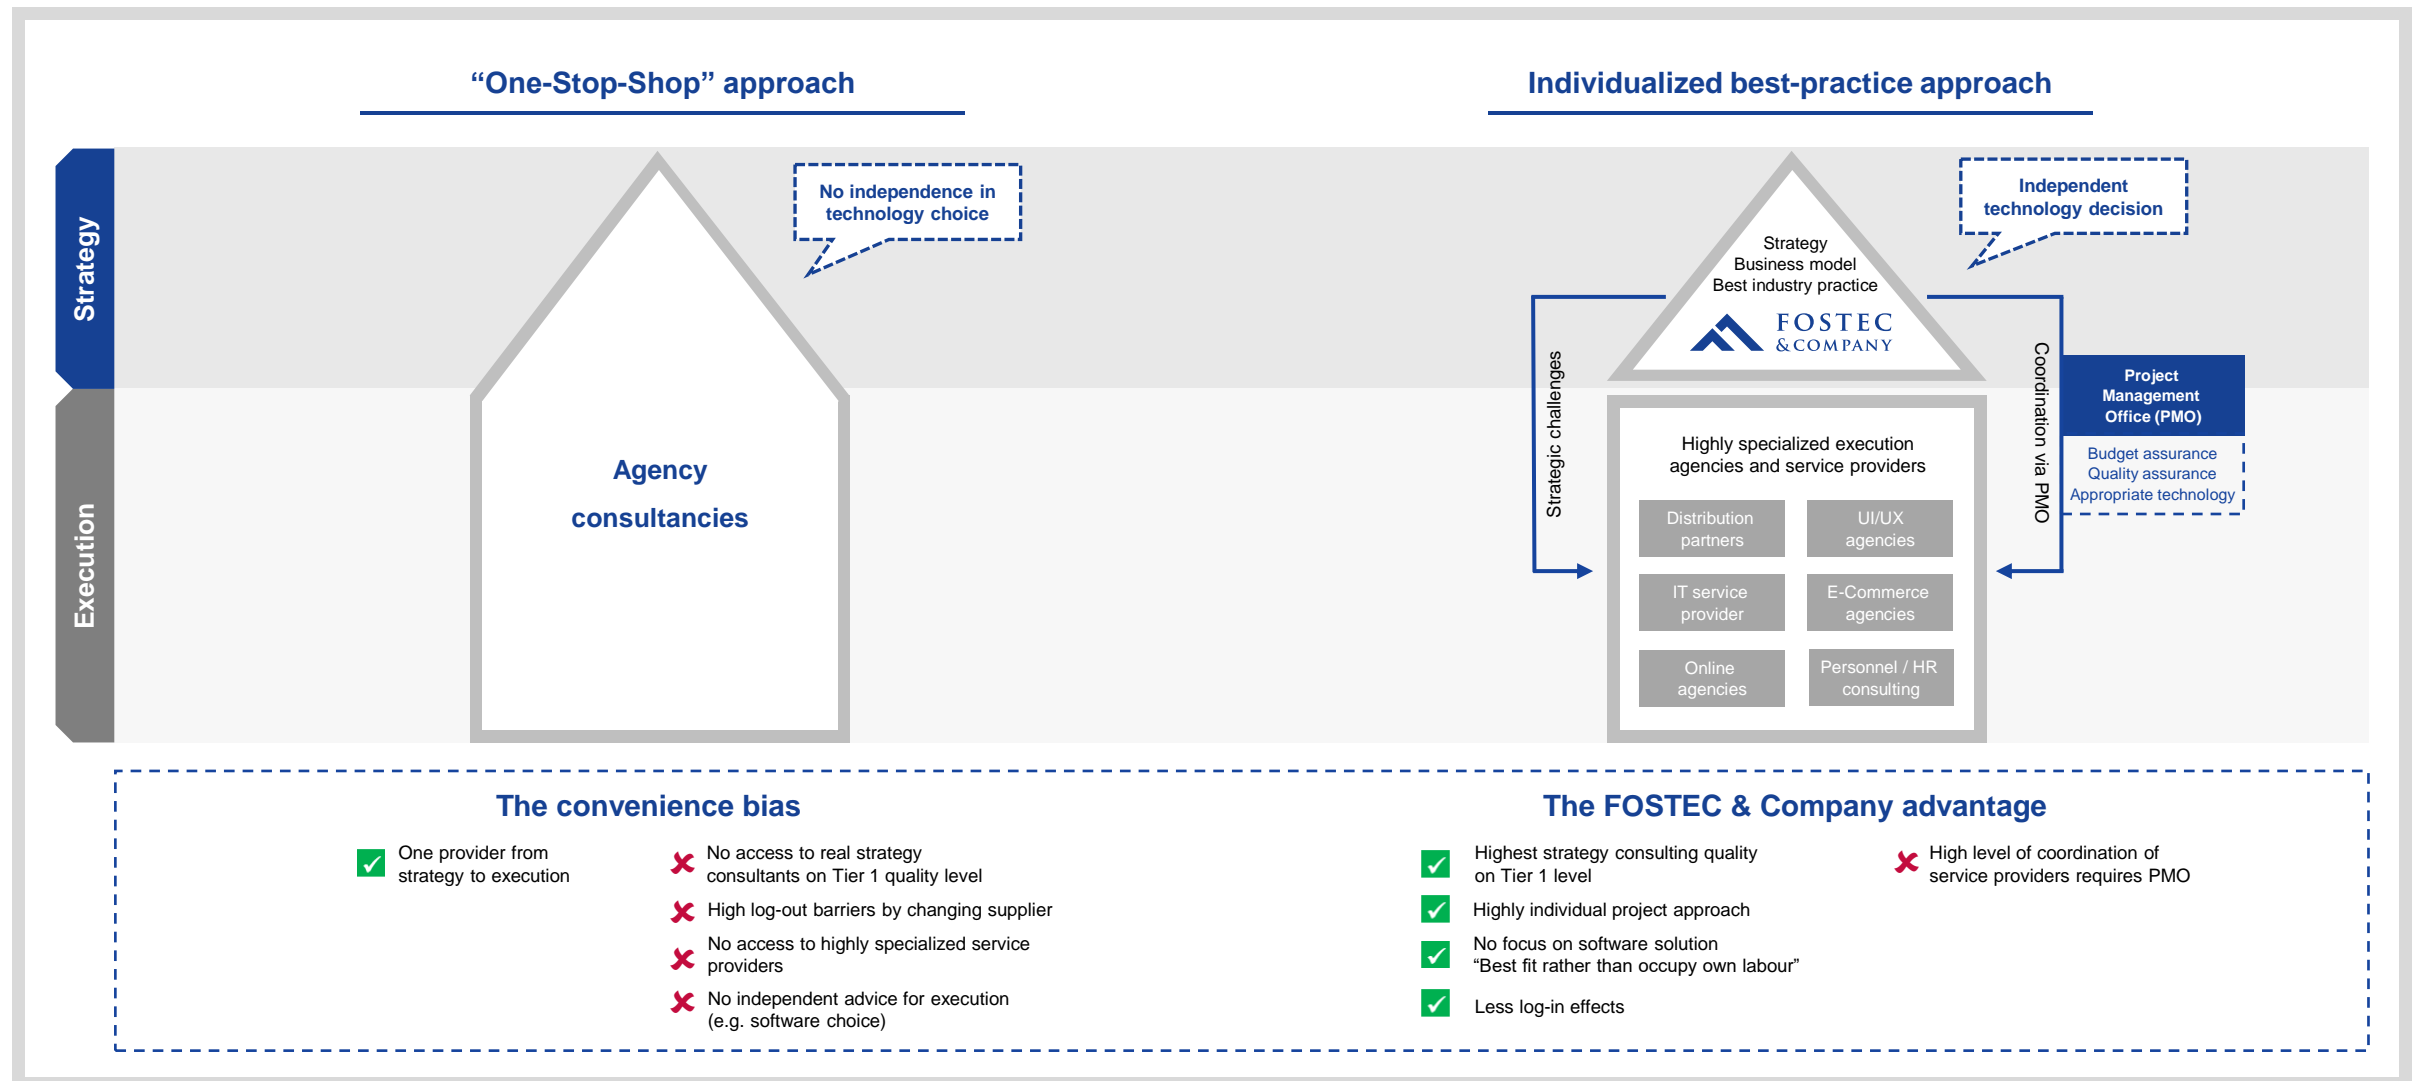 “One-Stop-Shop” approach
Individualized best-practice approach
Strategy
Execution
No independence in
technology choice
Agency
consultancies
Independent
technology decision
Strategy
Business model
Best industry practice
FOSTEC
& COMPANY
Strategic challenges
Coordination via PMO
Project
Management
Office (PMO)
Budget assurance
Quality assurance
Appropriate technology
Highly specialized execution
agencies and service providers
Distribution
partners
UI/UX
agencies
IT service
provider
E-Commerce
agencies
Online
agencies
Personnel / HR
consulting
The convenience bias
One provider from
strategy to execution
No access to real strategy
consultants on Tier 1 quality level
High log-out barriers by changing supplier
No access to highly specialized service
providers
No independent advice for execution
(e.g. software choice)
The FOSTEC & Company advantage
Highest strategy consulting quality
on Tier 1 level
Highly individual project approach
No focus on software solution
“Best fit rather than occupy own labour”
Less log-in effects
High level of coordination of
service providers requires PMO